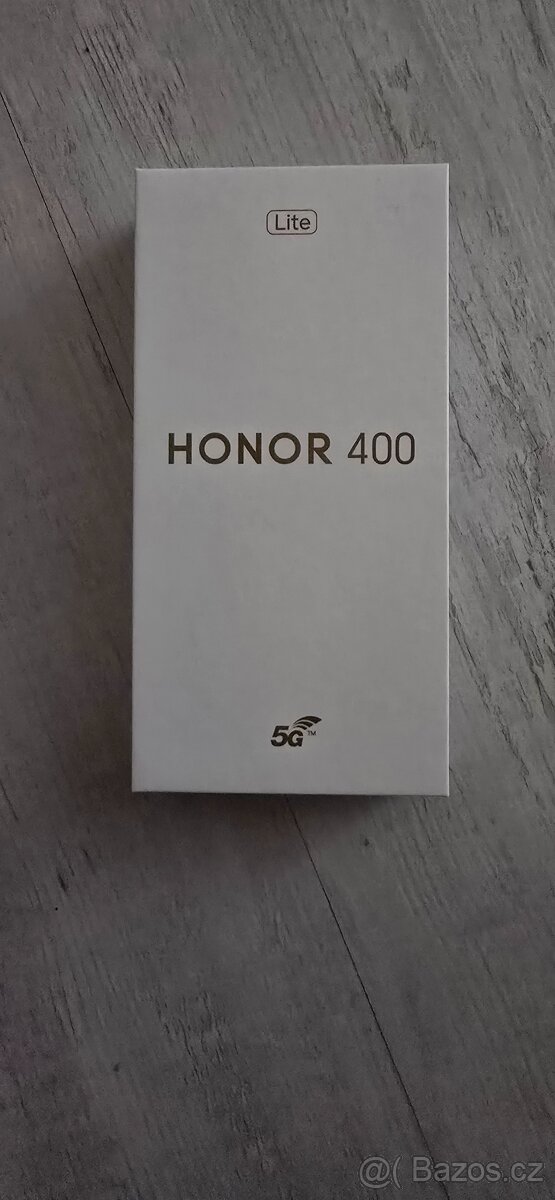 Lite
HONOR 400
5G™
@( Bazos.cz